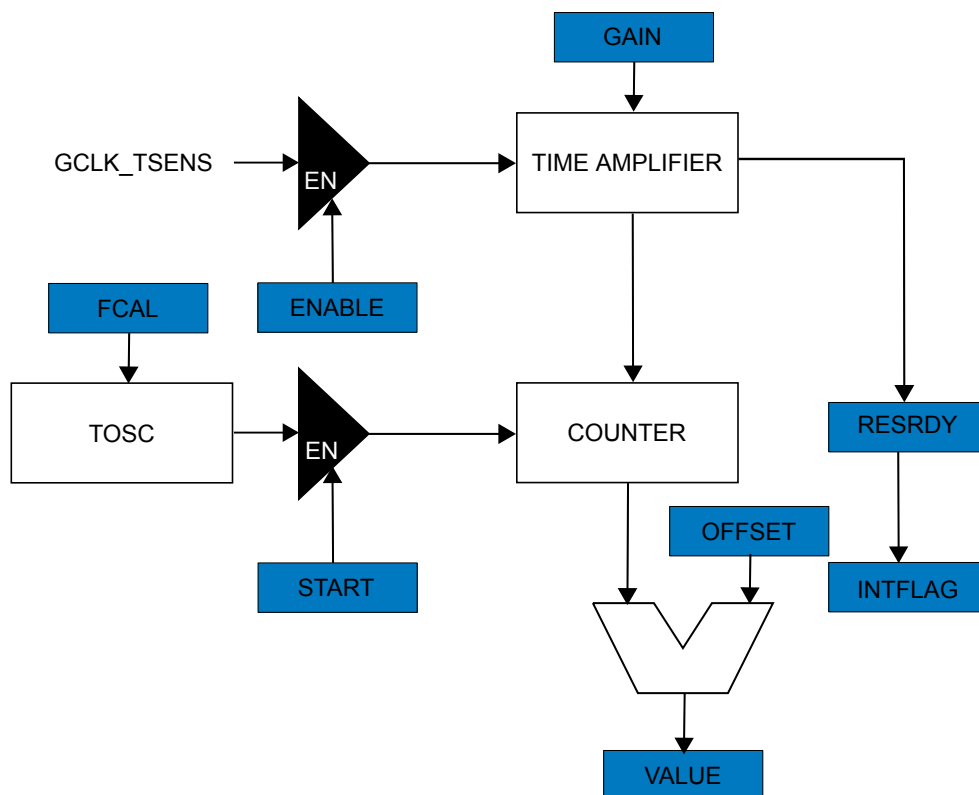 GAIN
GCLK_TSENS
EN
TIME AMPLIFIER
FCAL
ENABLE
TOSC
EN
COUNTER
RESRDY
OFFSET
START
INTFLAG
VALUE